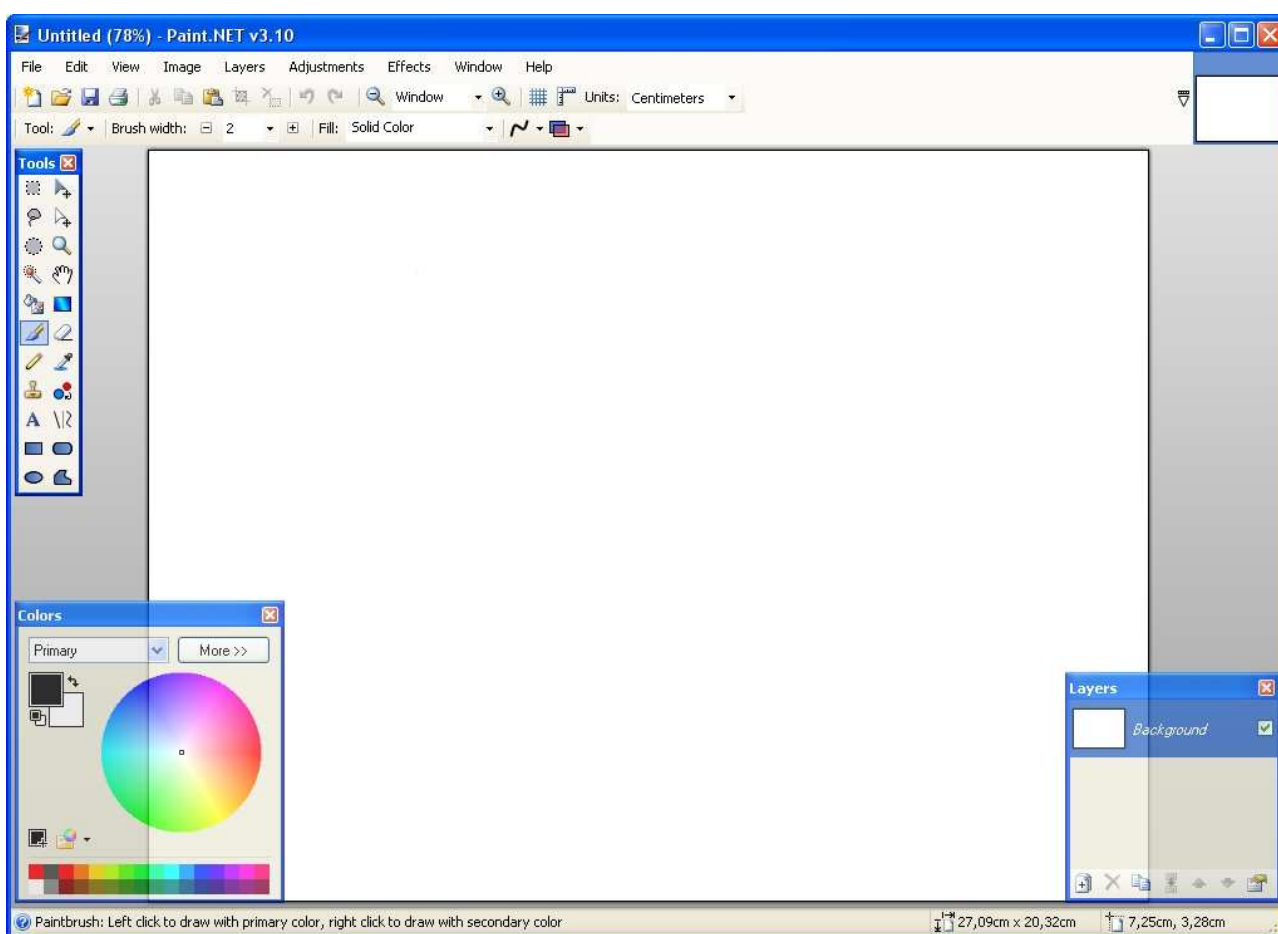 Untitled (78%) - Paint.NET v3.10
File Edit View Image Layers Adjustments Effects Window Help
Window Units: Centimeters
Tool: Brush width: 2 Fill: Solid Color
Tools
A
Colors
Primary More >>
Layers
Background
Paintbrush: Left click to draw with primary color, right click to draw with secondary color 27,09cm x 20,32cm 7,25cm, 3,28cm